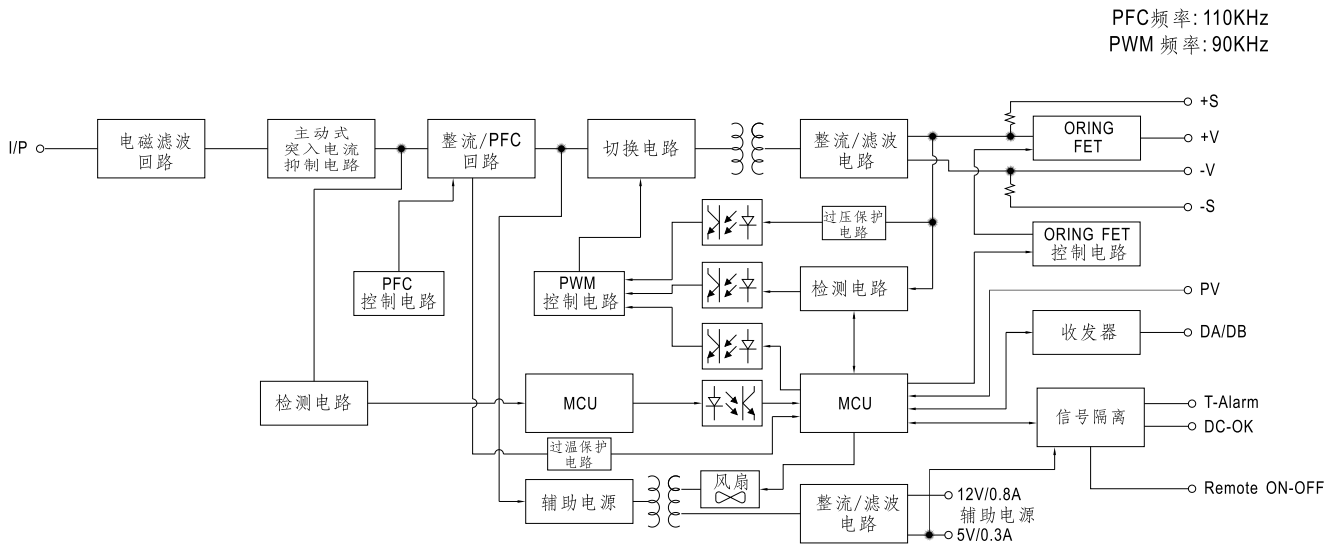 PFC频率: 110KHz
PWM 频率: 90KHz
I/P
电磁滤波
回路
主动式
突入电流
抑制电路
整流/PFC
回路
切换电路
整流/滤波
电路
ORING
FET
+S
+V
-V
-S
过压保护
电路
ORING FET
控制电路
PFC
控制电路
PWM
控制电路
检测电路
PV
收发器
DA/DB
检测电路
MCU
MCU
信号隔离
T-Alarm
DC-OK
过温保护
电路
辅助电源
风扇
整流/滤波
电路
12V/0.8A
辅助电源
5V/0.3A
Remote ON-OFF